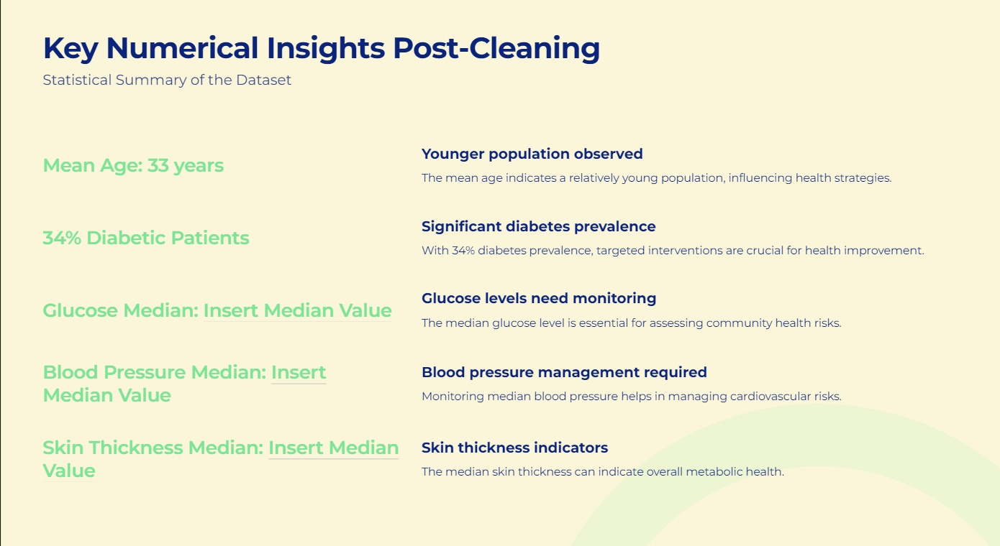 Key Numerical Insights Post-Cleaning
Statistical Summary of the Dataset
Mean Age: 33 years
Younger population observed
The mean age indicates a relatively young population, influencing health strategies.
34% Diabetic Patients
Significant diabetes prevalence
With 34% diabetes prevalence, targeted interventions are crucial for health improvement.
Glucose Median: Insert Median Value
Glucose levels need monitoring
The median glucose level is essential for assessing community health risks.
Blood Pressure Median: Insert
Median Value
Blood pressure management required
Monitoring median blood pressure helps in managing cardiovascular risks.
Skin Thickness Median: Insert Median
Value
Skin thickness indicators
The median skin thickness can indicate overall metabolic health.